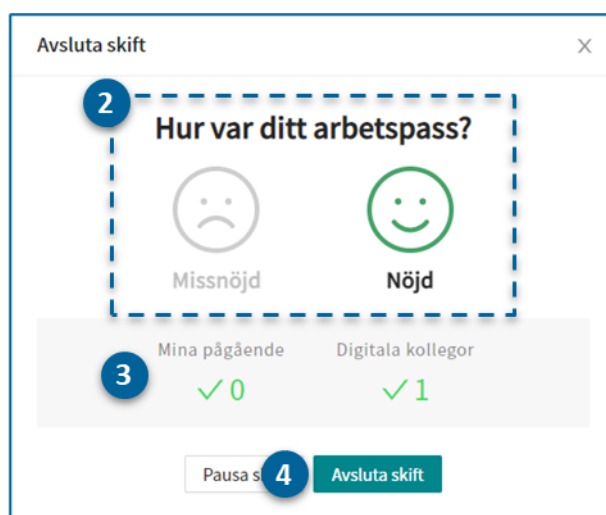 Avsluta skift
2
Hur var ditt arbetspass?
Missnöjd Nöjd
Mina pågående Digitala kollegor
3
0 1
Pausa 4 Avsluta skift